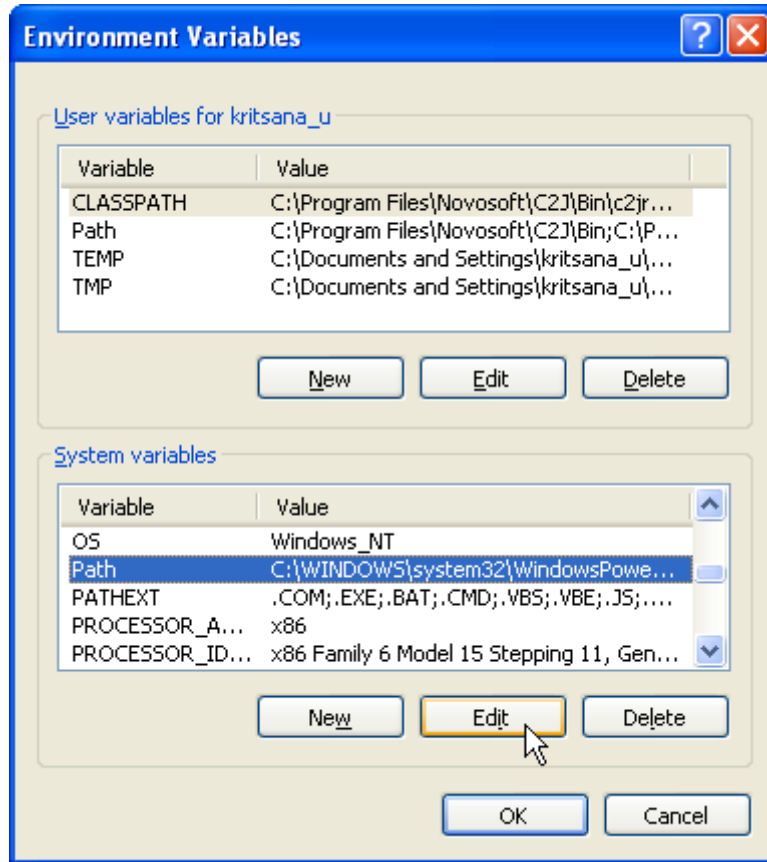 Environment Variables
User variables for kritsana_u
Variable Value
CLASSPATH C:\Program Files\Novosoft\C2J\Bin\c2jr...
Path C:\Program Files\Novosoft\C2J\Bin;C:\P...
TEMP C:\Documents and Settings\kritsana_u\...
TMP C:\Documents and Settings\kritsana_u\...
New Edit Delete
System variables
Variable Value
OS Windows_NT
Path C:\WINDOWS\system32\WindowsPowe...
PATHEXT .COM;.EXE;.BAT;.CMD;.VBS;.VBE;.JS;....
PROCESSOR_A... x86
PROCESSOR_ID... x86 Family 6 Model 15 Stepping 11, Gen...
New Edit Delete
OK Cancel